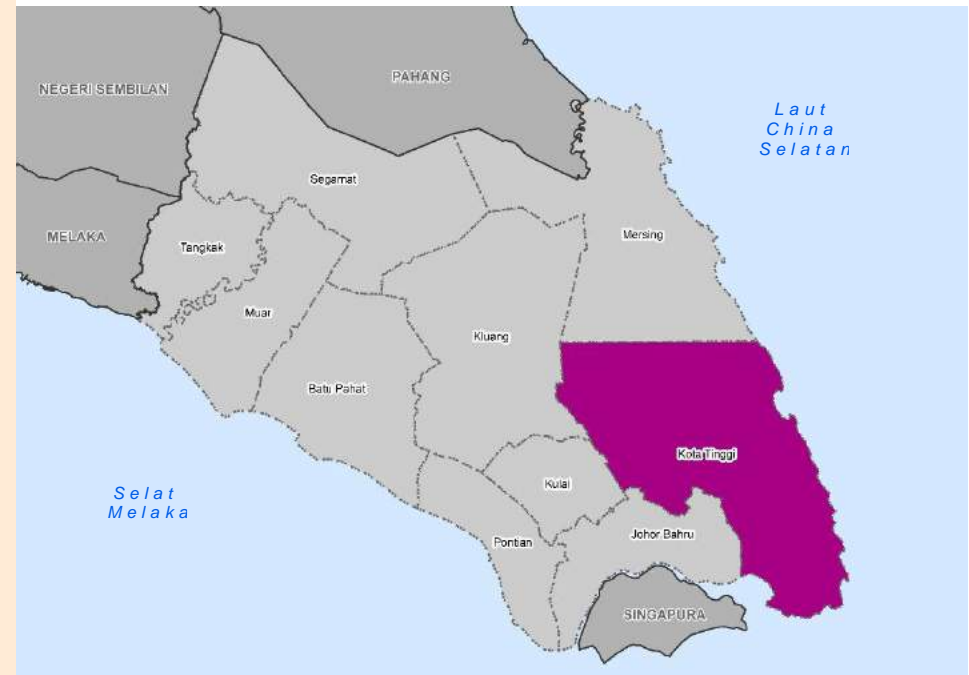 PAHANG
NEGERI SEMBILAN
Laut
China
Selatan
Segamat
MELAKA
Tangkak
Mersing
Muar
Kluang
Batu Pahat
Kota Tinggi
Kulai
Selat
Melaka
Pontian
Johor Bahru
SINGAPURA